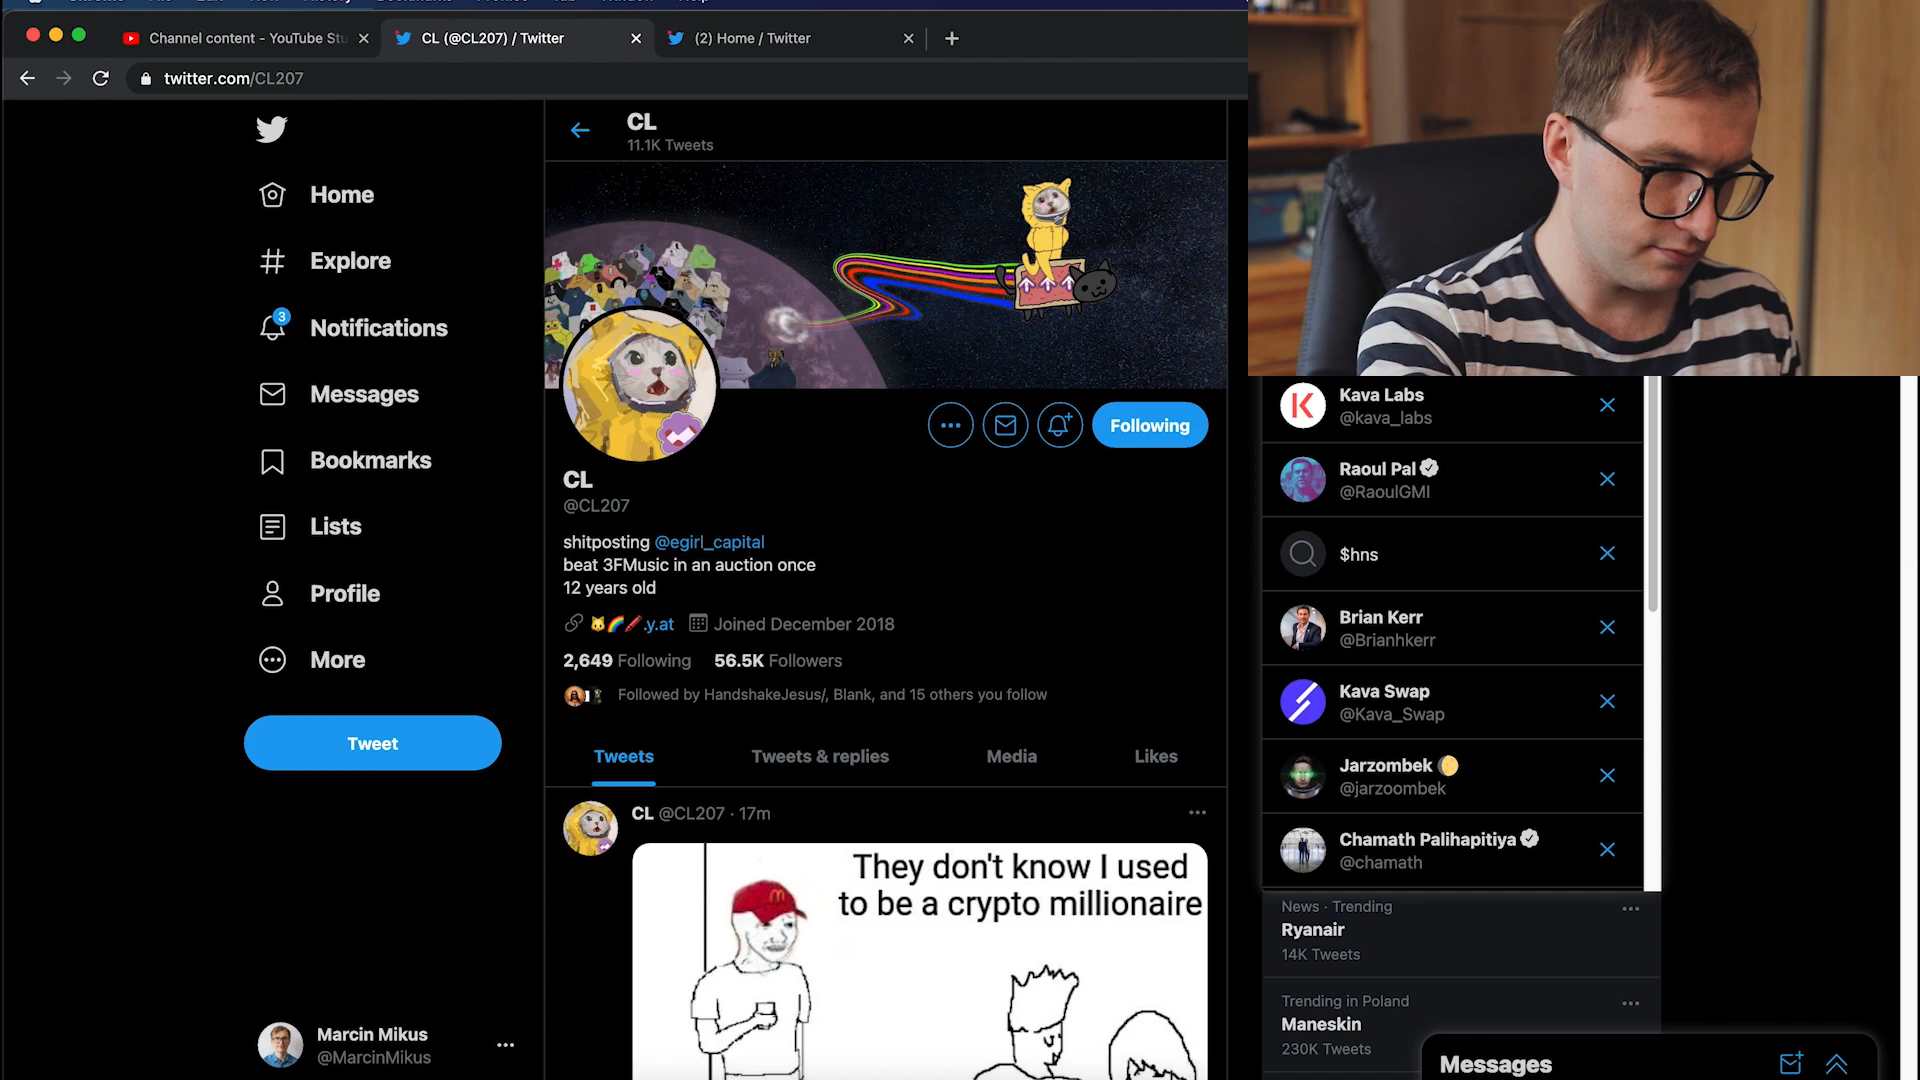 Channel content - YouTube Stu
CL (@CL207) / Twitter
(2) Home / Twitter
twitter.com/CL207
CL
11.1K Tweets
Home
Explore
3
Notifications
Messages
Bookmarks
Lists
Profile
More
Tweet
Following
CL
@CL207
shitposting @egirl_capital
beat 3FMusic in an auction once
12 years old
.y.at
Joined December 2018
2,649 Following 56.5K Followers
Followed by HandshakeJesus/, Blank, and 15 others you follow
Tweets
Tweets & replies
Media
Likes
CL @CL207 · 17m
They don't know I used
to be a crypto millionaire
Marcin Mikus
@MarcinMikus
Kava Labs
@kava_labs
Raoul Pal
@RaoulGMI
$hns
Brian Kerr
@Brianhkerr
Kava Swap
@Kava_Swap
Jarzombek
@jarzoombek
Chamath Palihapitiya
@chamath
News · Trending
Ryanair
14K Tweets
Trending in Poland
Maneskin
230K Tweets
Messages